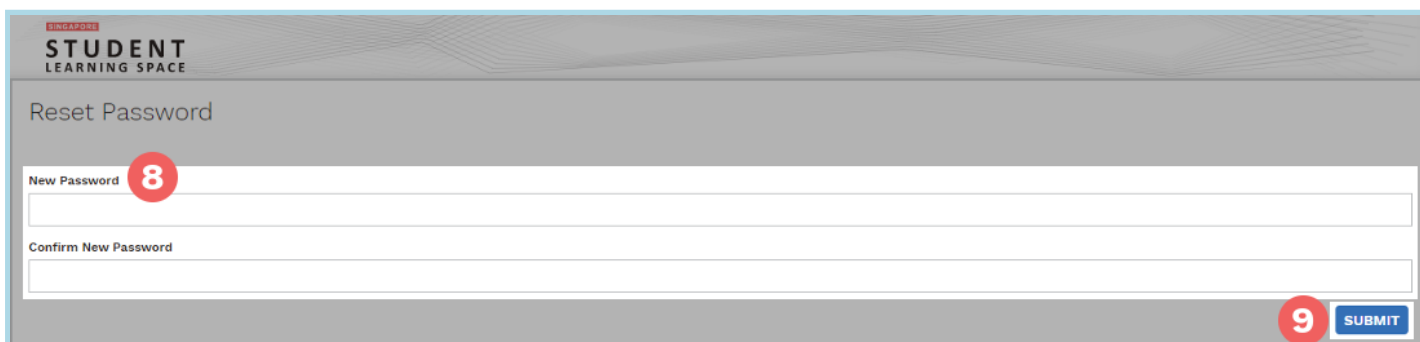 SINGAPORE
STUDENT
LEARNING SPACE
Reset Password
New Password 8
Confirm New Password
9 SUBMIT